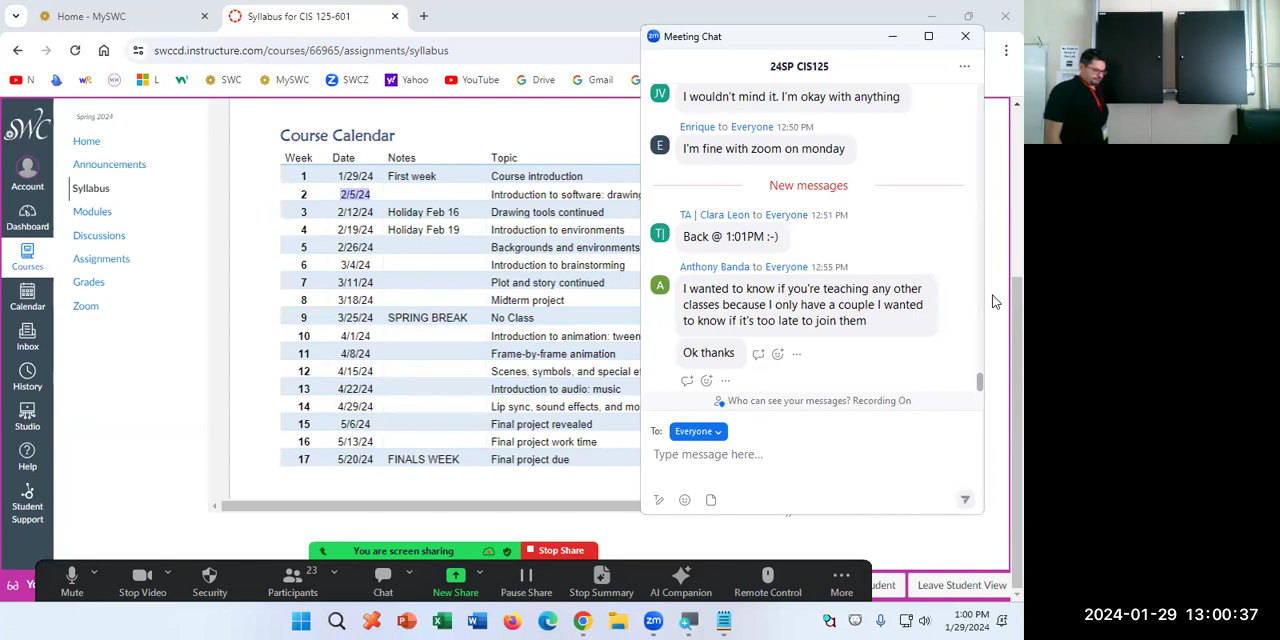 Home - MySWC
Syllabus for CIS 125-601
swccd.instructure.com/courses/66965/assignments/syllabus
N
L
SWC
MySWC
SWCZ
Yahoo
YouTube
Drive
Gmail
Meeting Chat
24SP CIS125
JV
I wouldn't mind it. I'm okay with anything
Enrique to Everyone 12:50 PM
E
I'm fine with zoom on monday
New messages
TA | Clara Leon to Everyone 12:51 PM
T|
Back @ 1:01PM :-)
Anthony Banda to Everyone 12:55 PM
A
I wanted to know if you're teaching any other
classes because I only have a couple I wanted
to know if it's too late to join them
Ok thanks
Who can see your messages? Recording On
To: Everyone
Type message here...
SWC
Account
Dashboard
Courses
Calendar
Inbox
History
Studio
Help
Student
Support
Spring 2024
Home
Announcements
Syllabus
Modules
Discussions
Assignments
Grades
Zoom
Course Calendar
Week Date Notes Topic
1 1/29/24 First week Course introduction
2 2/5/24 Introduction to software: drawing
3 2/12/24 Holiday Feb 16 Drawing tools continued
4 2/19/24 Holiday Feb 19 Introduction to environments
5 2/26/24 Backgrounds and environments
6 3/4/24 Introduction to brainstorming
7 3/11/24 Plot and story continued
8 3/18/24 Midterm project
9 3/25/24 SPRING BREAK No Class
10 4/1/24 Introduction to animation: tween
11 4/8/24 Frame-by-frame animation
12 4/15/24 Scenes, symbols, and special ef
13 4/22/24 Introduction to audio: music
14 4/29/24 Lip sync, sound effects, and mo
15 5/6/24 Final project revealed
16 5/13/24 Final project work time
17 5/20/24 FINALS WEEK Final project due
You are screen sharing
Stop Share
Mute
Stop Video
Security
Participants
23
Chat
New Share
Pause Share
Stop Summary
AI Companion
Remote Control
More
Leave Student View
1:00 PM
1/29/2024
2024-01-29 13:00:37